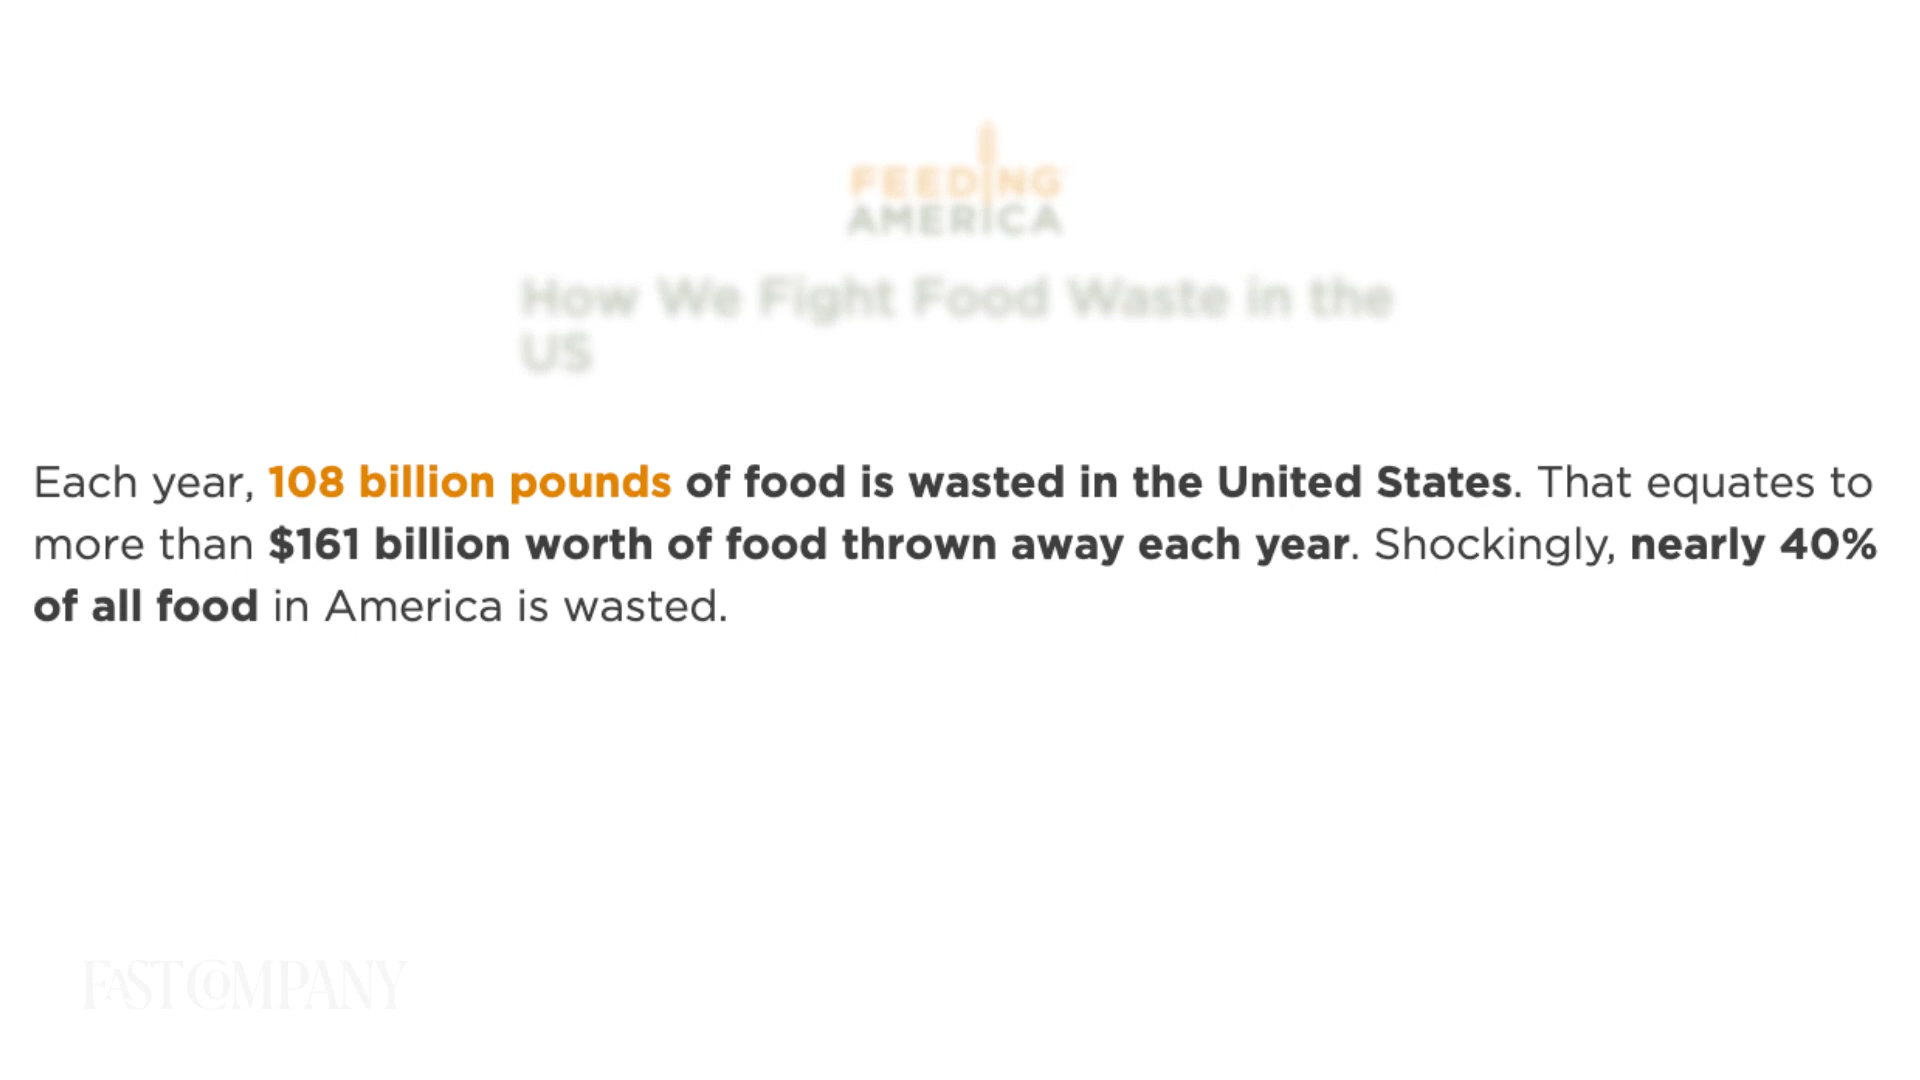 FEEDING
AMERICA
How We Fight Food Waste in the
US
Each year, 108 billion pounds of food is wasted in the United States. That equates to
more than $161 billion worth of food thrown away each year. Shockingly, nearly 40%
of all food in America is wasted.
FAST COMPANY